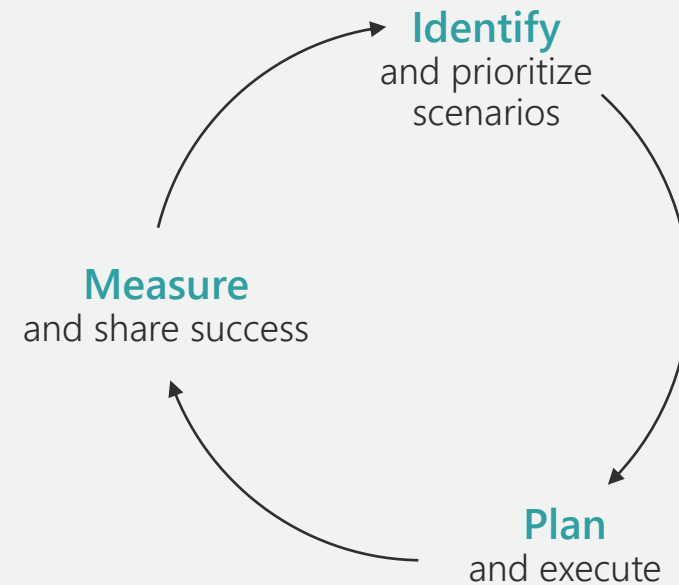 Identify
and prioritize
scenarios
Measure
and share success
Plan
and execute